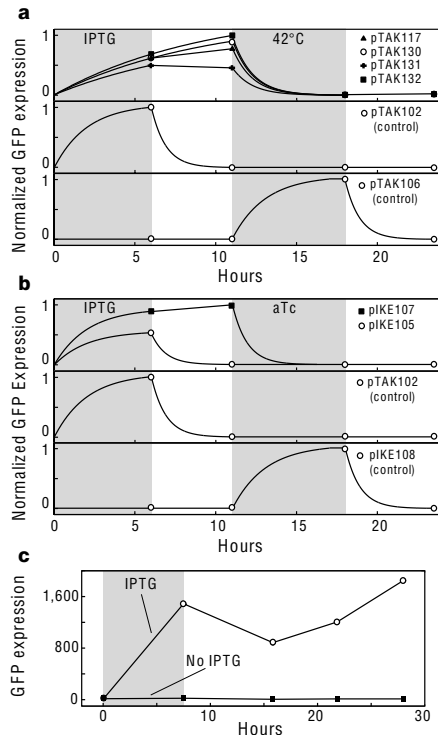 a
IPTG
42°C
pTAK117
pTAK130
pTAK131
pTAK132
pTAK102
(control)
pTAK106
(control)
Normalized GFP expression
1
0
1
0
1
0
0 5 10 15 20
Hours
b
IPTG
aTc
pIKE107
pIKE105
pTAK102
(control)
pIKE108
(control)
Normalized GFP Expression
1
0
1
0
1
0
0 5 10 15 20
Hours
c
GFP expression
1,600
800
0
IPTG
No IPTG
0 10 20 30
Hours